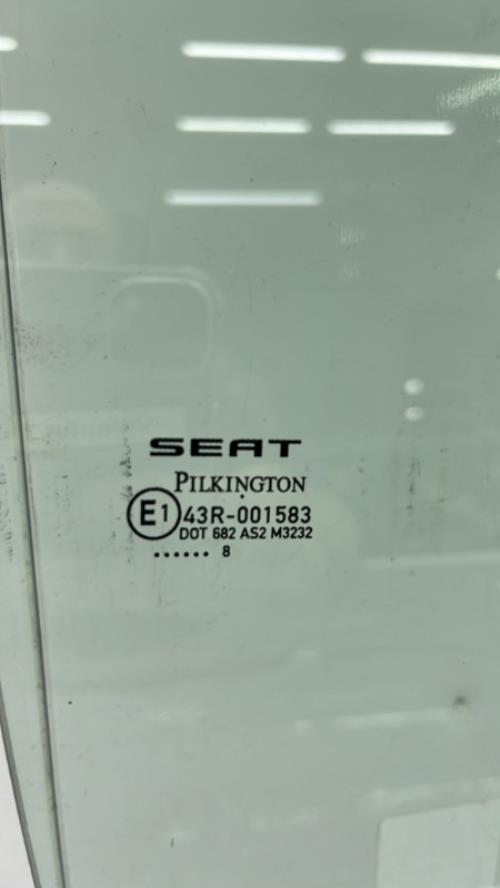 SEAT
PILKINGTON
E1 43R-001583
DOT 682 AS2 M3232
...... 8